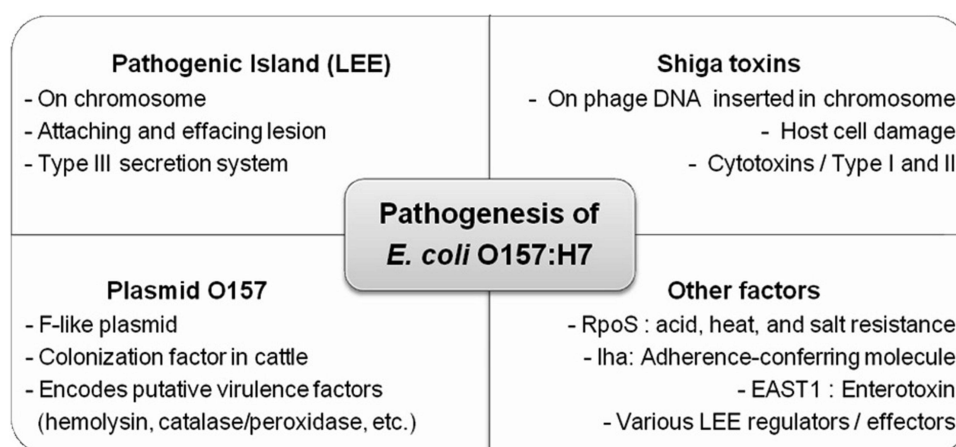 Pathogenic Island (LEE)
- On chromosome
- Attaching and effacing lesion
- Type III secretion system
Shiga toxins
- On phage DNA inserted in chromosome
- Host cell damage
- Cytotoxins / Type I and II
Pathogenesis of
E. coli O157:H7
Plasmid O157
- F-like plasmid
- Colonization factor in cattle
- Encodes putative virulence factors
(hemolysin, catalase/peroxidase, etc.)
Other factors
- RpoS : acid, heat, and salt resistance
- Iha: Adherence-conferring molecule
- EAST1 : Enterotoxin
- Various LEE regulators / effectors